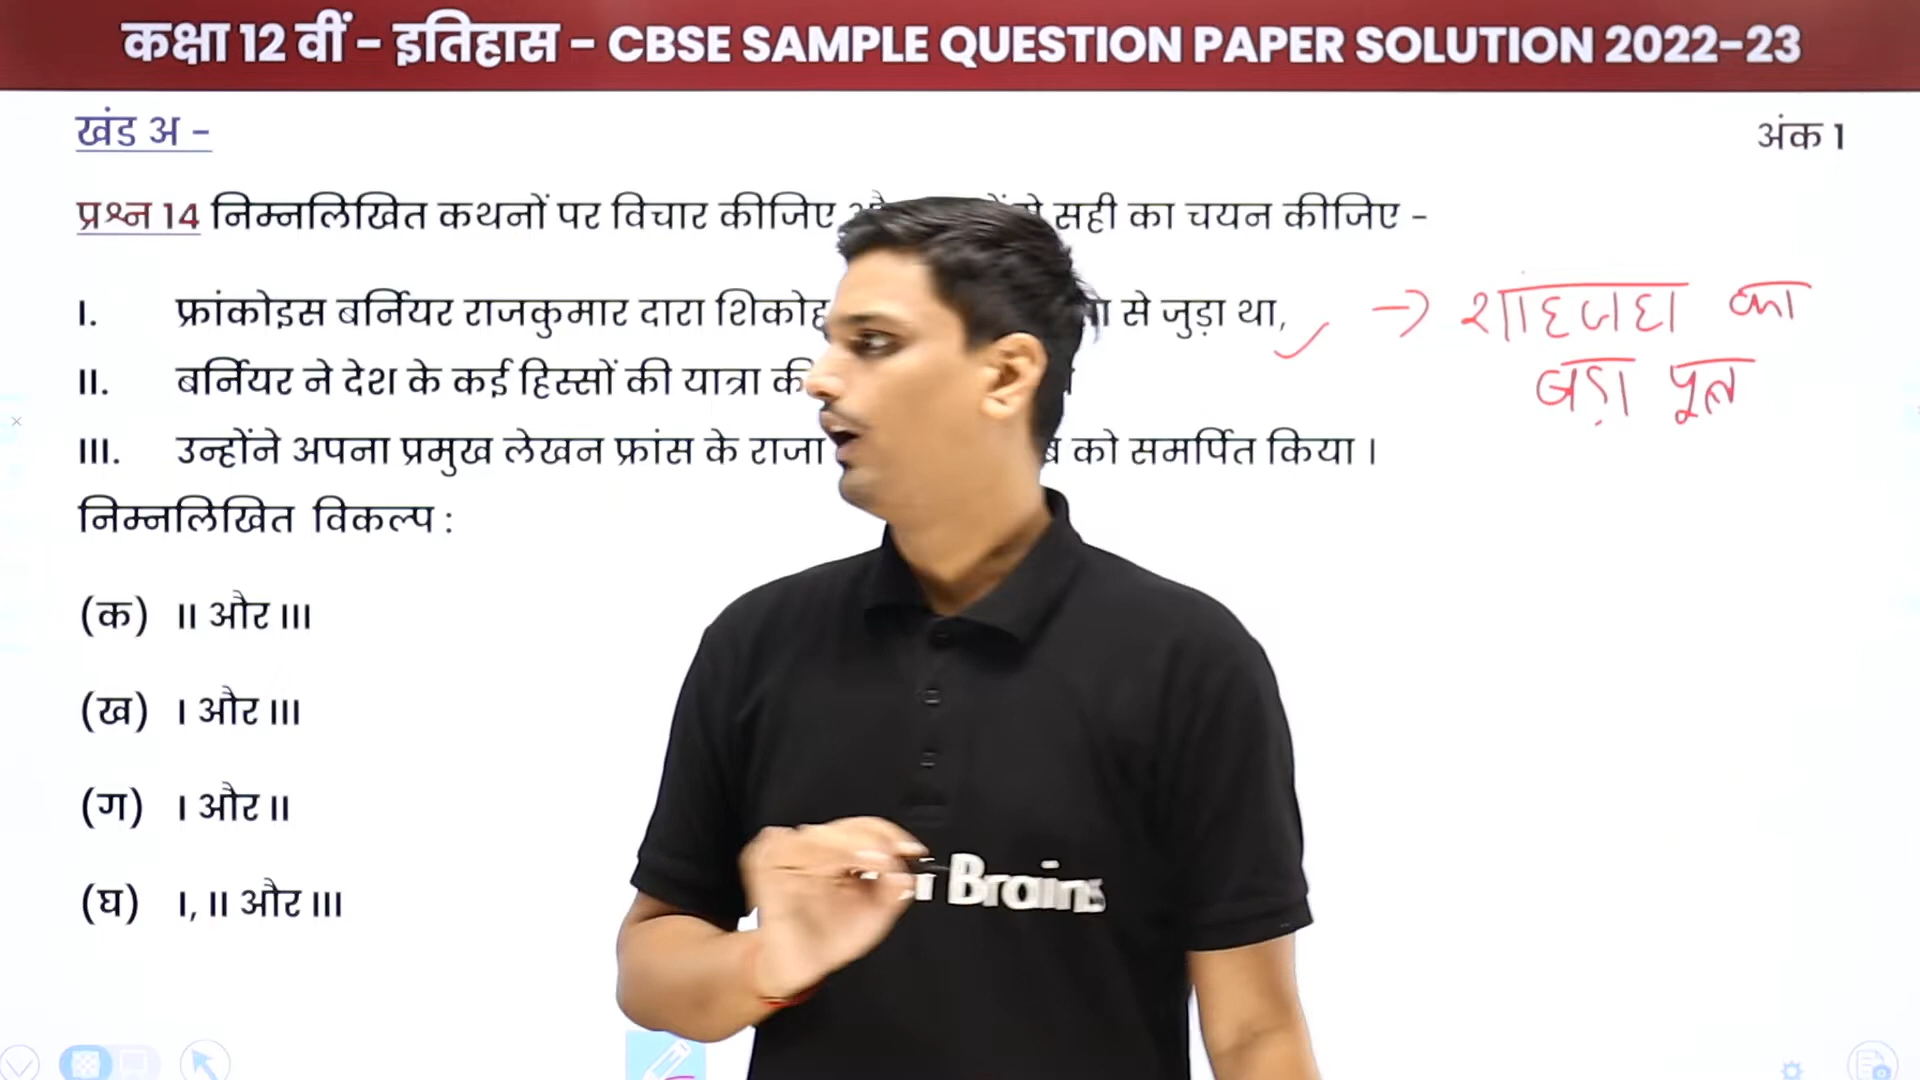 कक्षा 12 वीं - इतिहास - CBSE SAMPLE QUESTION PAPER SOLUTION 2022-23
खंड अ -
अंक 1
प्रश्न 14 निम्नलिखित कथनों पर विचार कीजिए सही का चयन कीजिए -
I. फ्रांकोइस बर्नियर राजकुमार दारा शिकोह से जुड़ा था,
→ शाहजहा का
बड़ा पुत्र
II. बर्नियर ने देश के कई हिस्सों की यात्रा की
III. उन्होंने अपना प्रमुख लेखन फ्रांस के राजा को समर्पित किया।
निम्नलिखित विकल्प :
(क) II और III
(ख) I और III
(ग) I और II
(घ) I, II और III
Brains